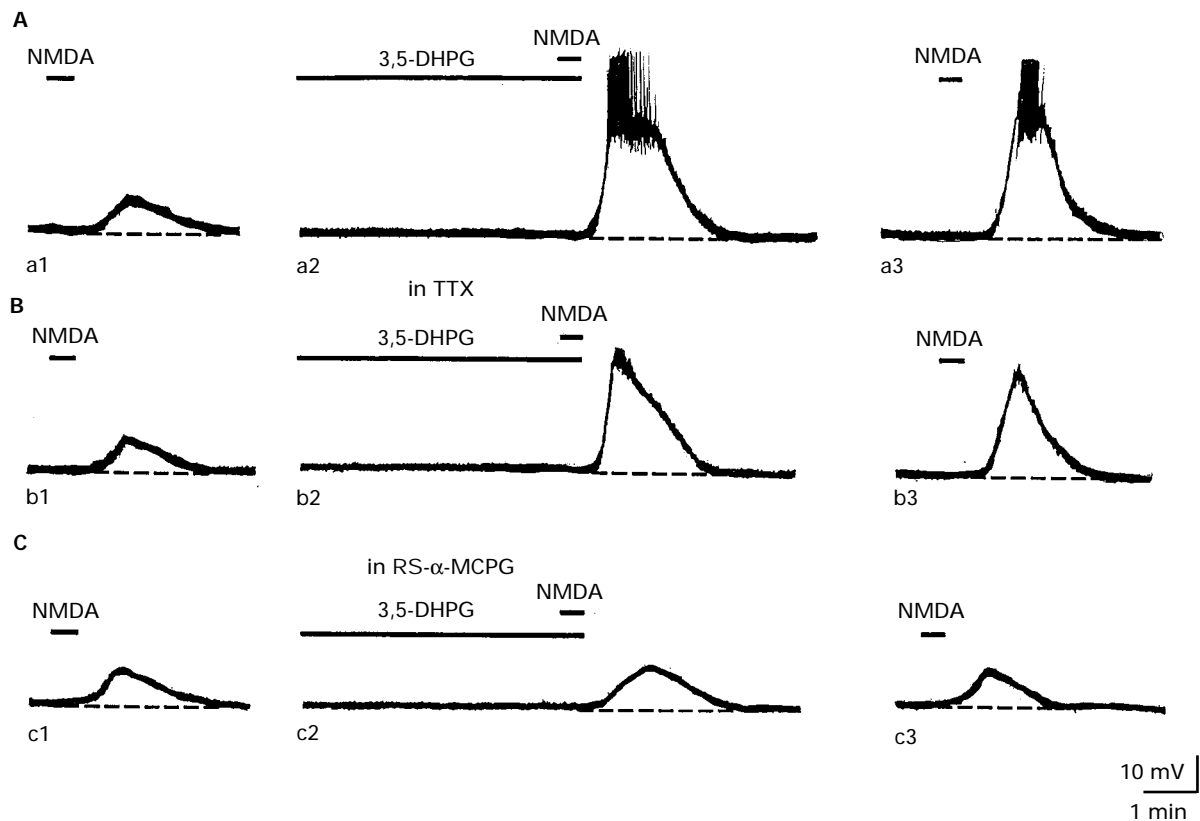 A
NMDA
3,5-DHPG
NMDA
NMDA
a1
a2
a3
in TTX
B
NMDA
3,5-DHPG
NMDA
NMDA
b1
b2
b3
C
in RS-α-MCPG
NMDA
3,5-DHPG
NMDA
NMDA
c1
c2
c3
10 mV
1 min